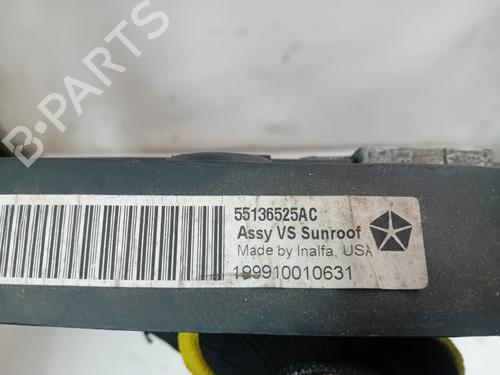 B-PARTS
55136525AC
Assy VS Sunroof
Made by Inalfa, USA
199910010631